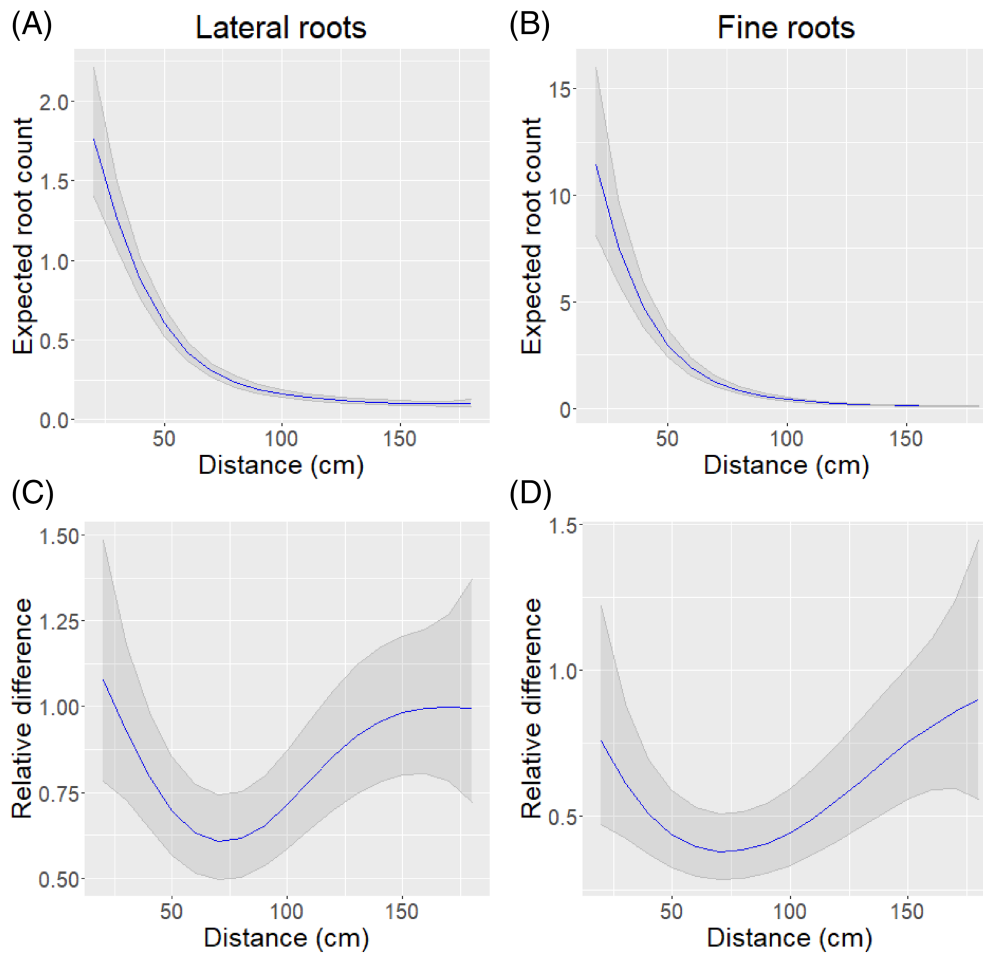 (A) Lateral roots
Expected root count
2.0
1.5
1.0
0.5
0.0
50 100 150
Distance (cm)
(B) Fine roots
Expected root count
15
10
5
0
50 100 150
Distance (cm)
(C)
Relative difference
1.50
1.25
1.00
0.75
0.50
50 100 150
Distance (cm)
(D)
Relative difference
1.5
1.0
0.5
50 100 150
Distance (cm)